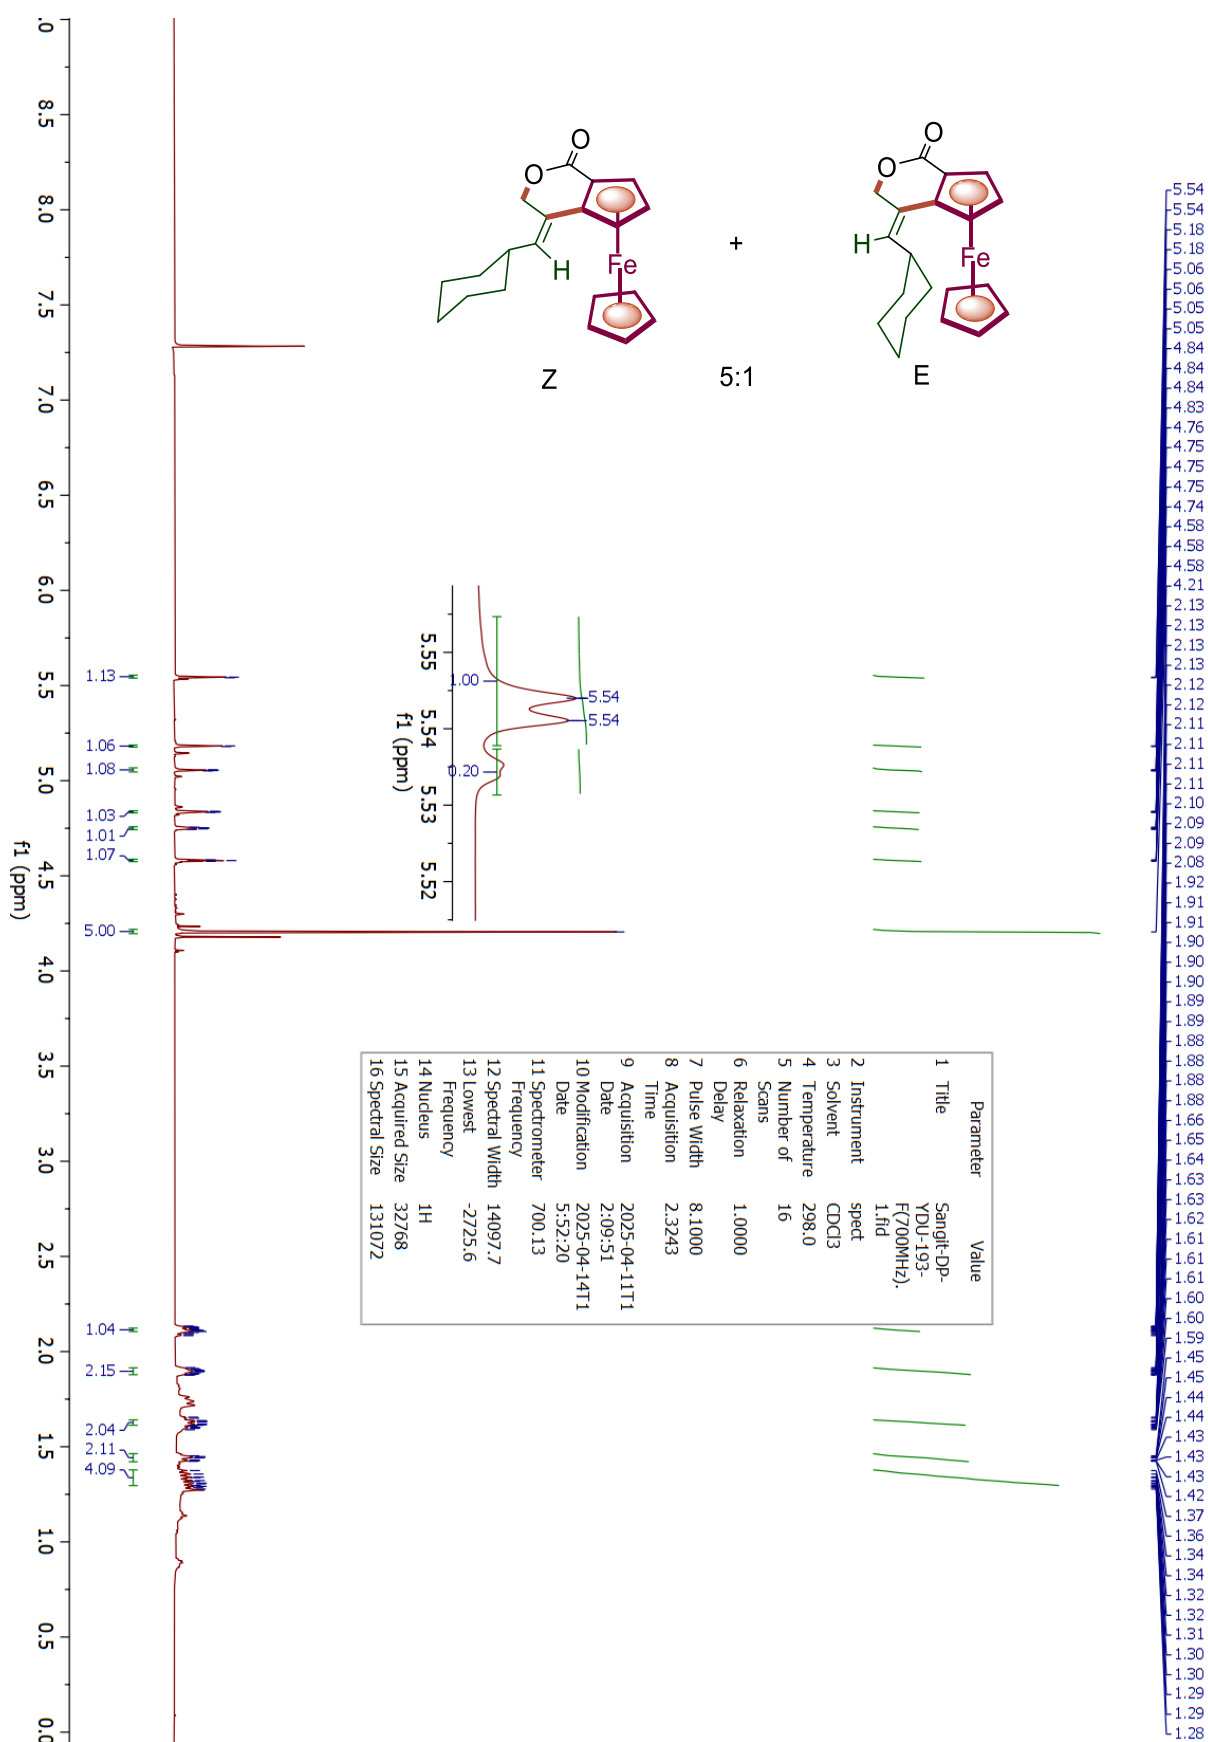 O
O
H
Fe
Z
+
5:1
O
O
H
Fe
E
5.54
5.54
5.18
5.18
5.06
5.06
5.05
5.05
4.84
4.84
4.84
4.83
4.76
4.75
4.75
4.75
4.74
4.58
4.58
4.58
4.21
2.13
2.13
2.13
2.13
2.12
2.12
2.11
2.11
2.11
2.11
2.10
2.09
2.09
2.08
1.92
1.91
1.91
1.90
1.90
1.90
1.89
1.89
1.88
1.88
1.88
1.88
1.66
1.65
1.64
1.63
1.63
1.62
1.61
1.61
1.61
1.60
1.60
1.59
1.45
1.45
1.44
1.44
1.43
1.43
1.43
1.42
1.37
1.36
1.34
1.34
1.32
1.32
1.31
1.30
1.30
1.29
1.29
1.28
5.54
5.54
1.00
0.20
5.55 5.54 5.53 5.52
f1 (ppm)
Parameter Value
1 Title Sangit-DP-
YDU-193-
F(700MHz).
1.fid
2 Instrument spect
3 Solvent CDCl3
4 Temperature 298.0
5 Number of 16
Scans
6 Relaxation 1.0000
Delay
7 Pulse Width 8.1000
8 Acquisition 2.3243
Time
9 Acquisition 2025-04-11T1
Date 2:09:51
10 Modification 2025-04-14T1
Date 5:52:20
11 Spectrometer 700.13
Frequency
12 Spectral Width 14097.7
13 Lowest -2725.6
Frequency
14 Nucleus 1H
15 Acquired Size 32768
16 Spectral Size 131072
1.13
1.06
1.08
1.03
1.01
1.07
5.00
1.04
2.15
2.04
2.11
4.09
.0 8.5 8.0 7.5 7.0 6.5 6.0 5.5 5.0 4.5 4.0 3.5 3.0 2.5 2.0 1.5 1.0 0.5 0.0
f1 (ppm)